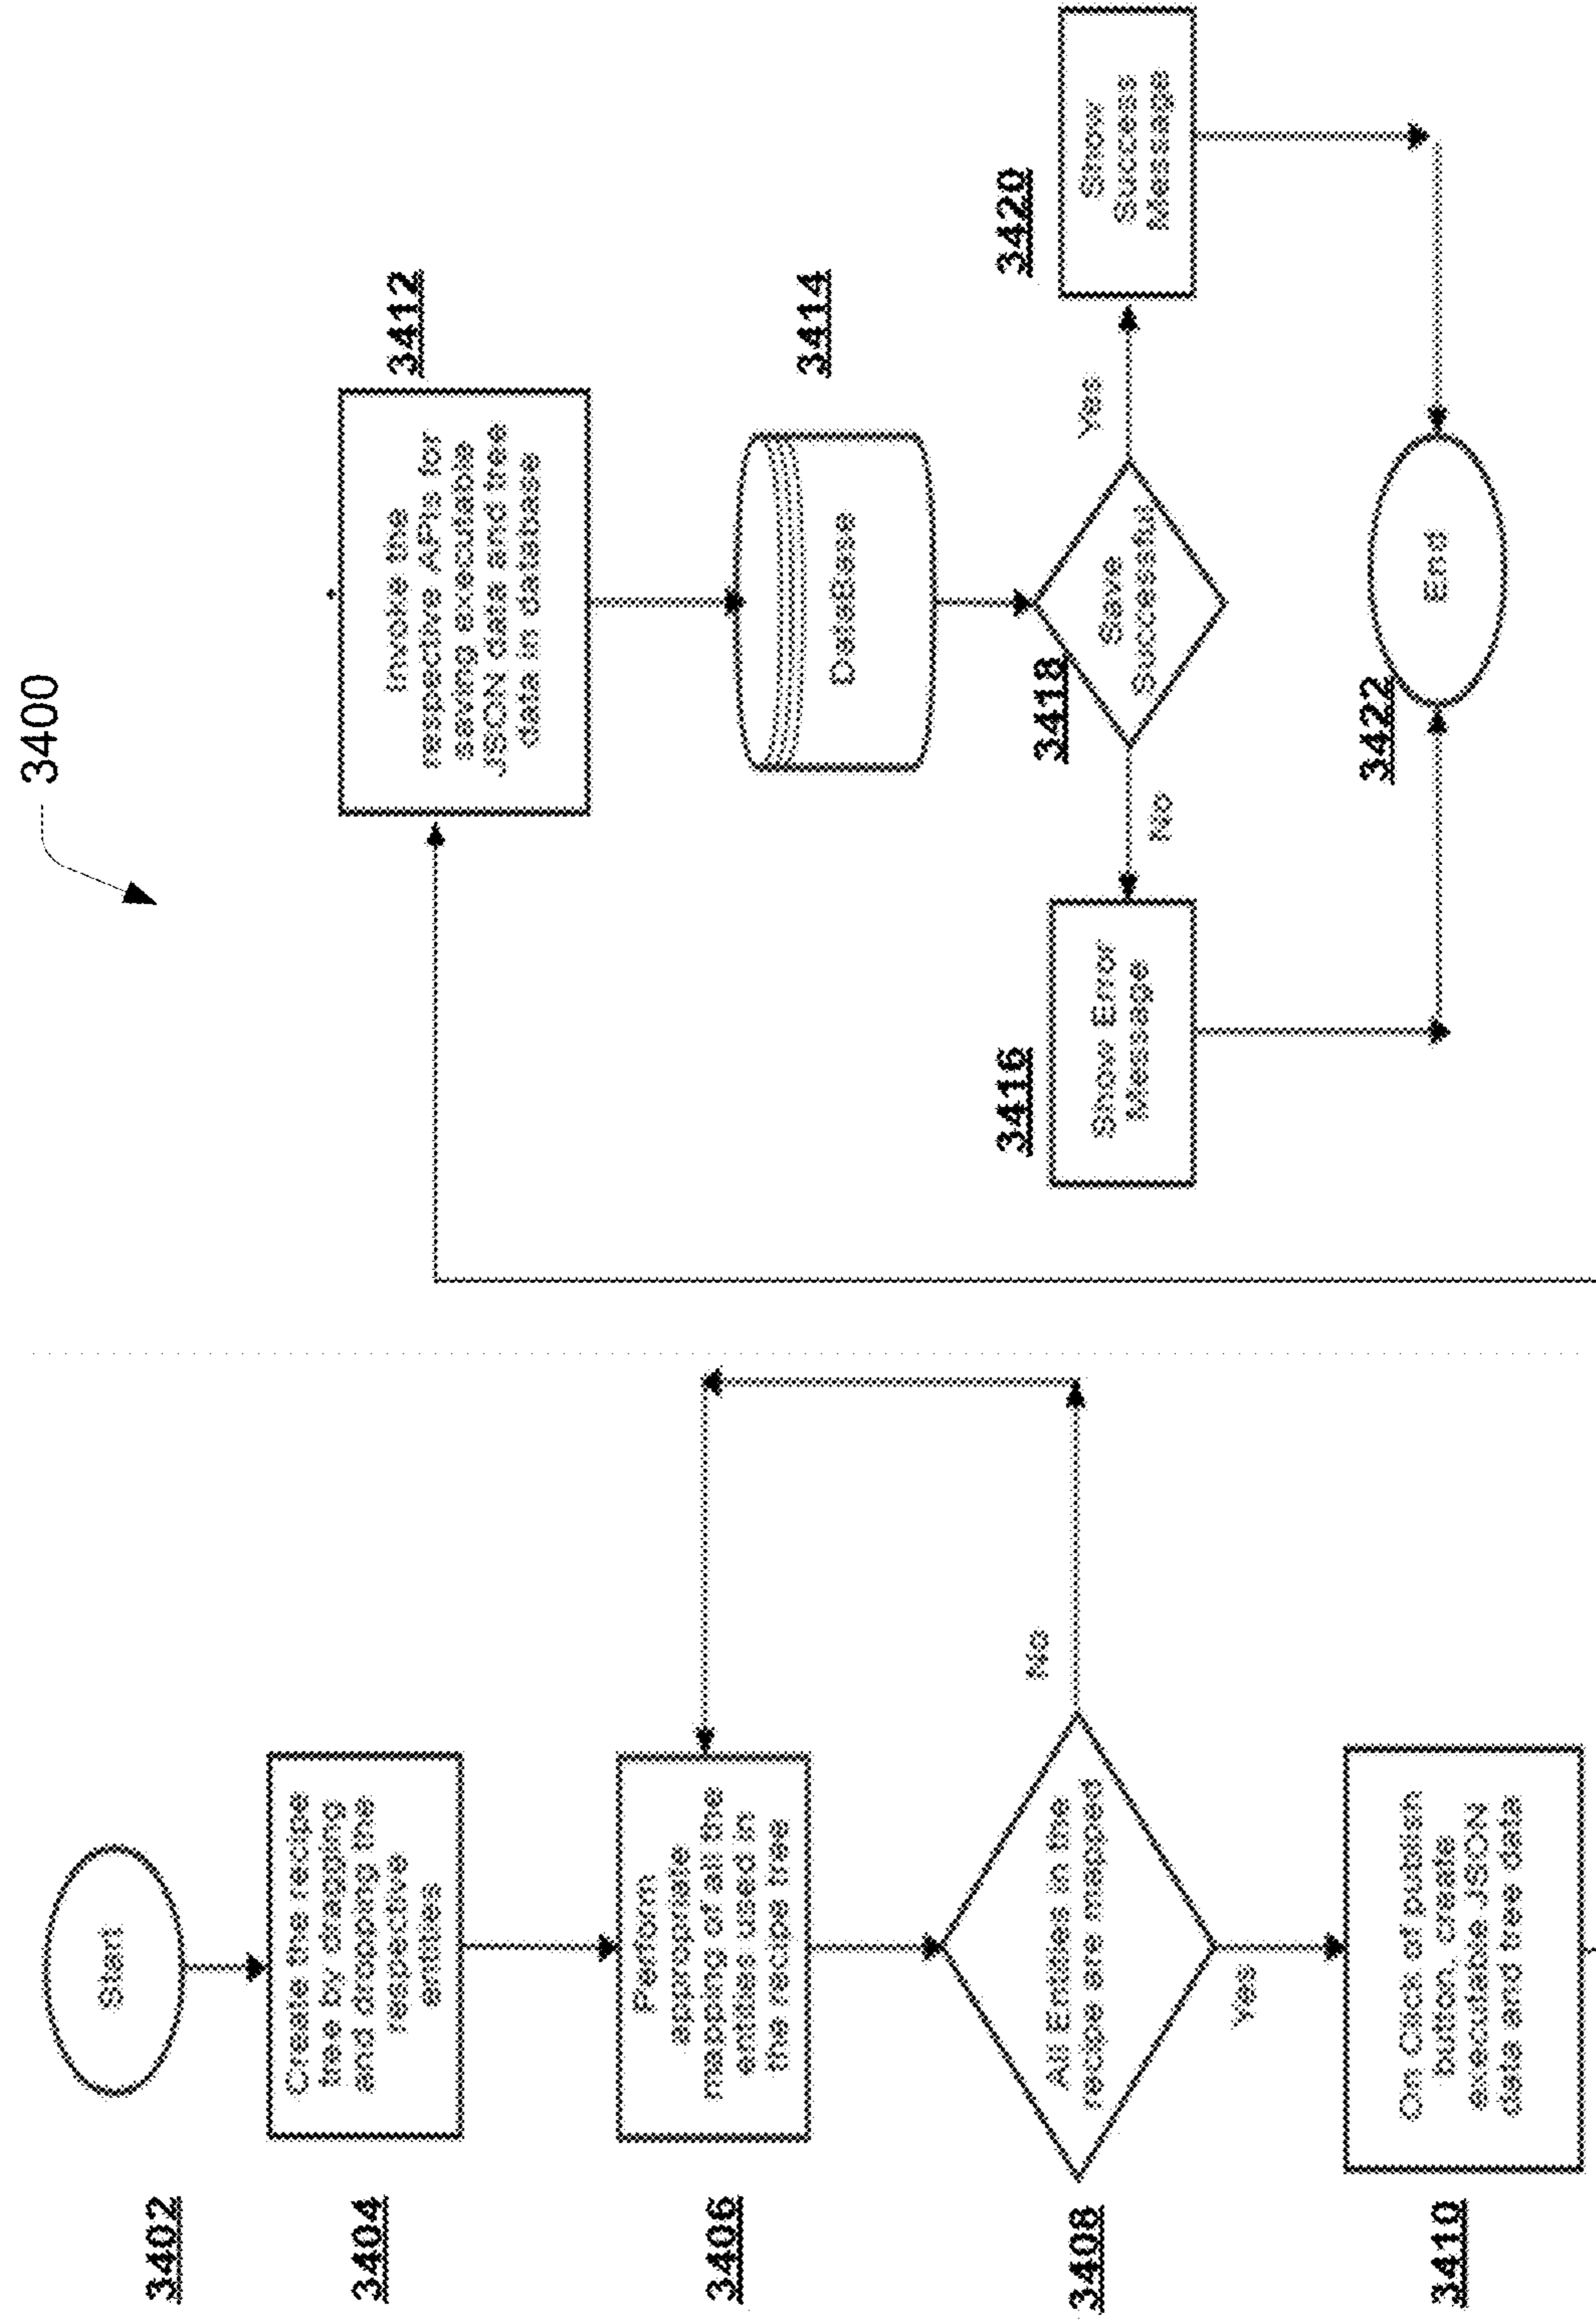 3400
3402
Start
3404
Create the recipe
tree by dragging
and dropping the
respective
entities
3406
Perform
appropriate
mapping of all the
entities used in
the recipe tree
3408
All Entities in the
recipe are mapped
No
Yes
3410
On Click of publish
button, create
executable JSON
data and tree data
3412
Invoke the
respective APIs for
saving executable
JSON data and tree
data in database
3414
DataBase
3418
Save
Successful
No
Yes
3416
Show Error
Message
3420
Show
Success
Message
3422
End